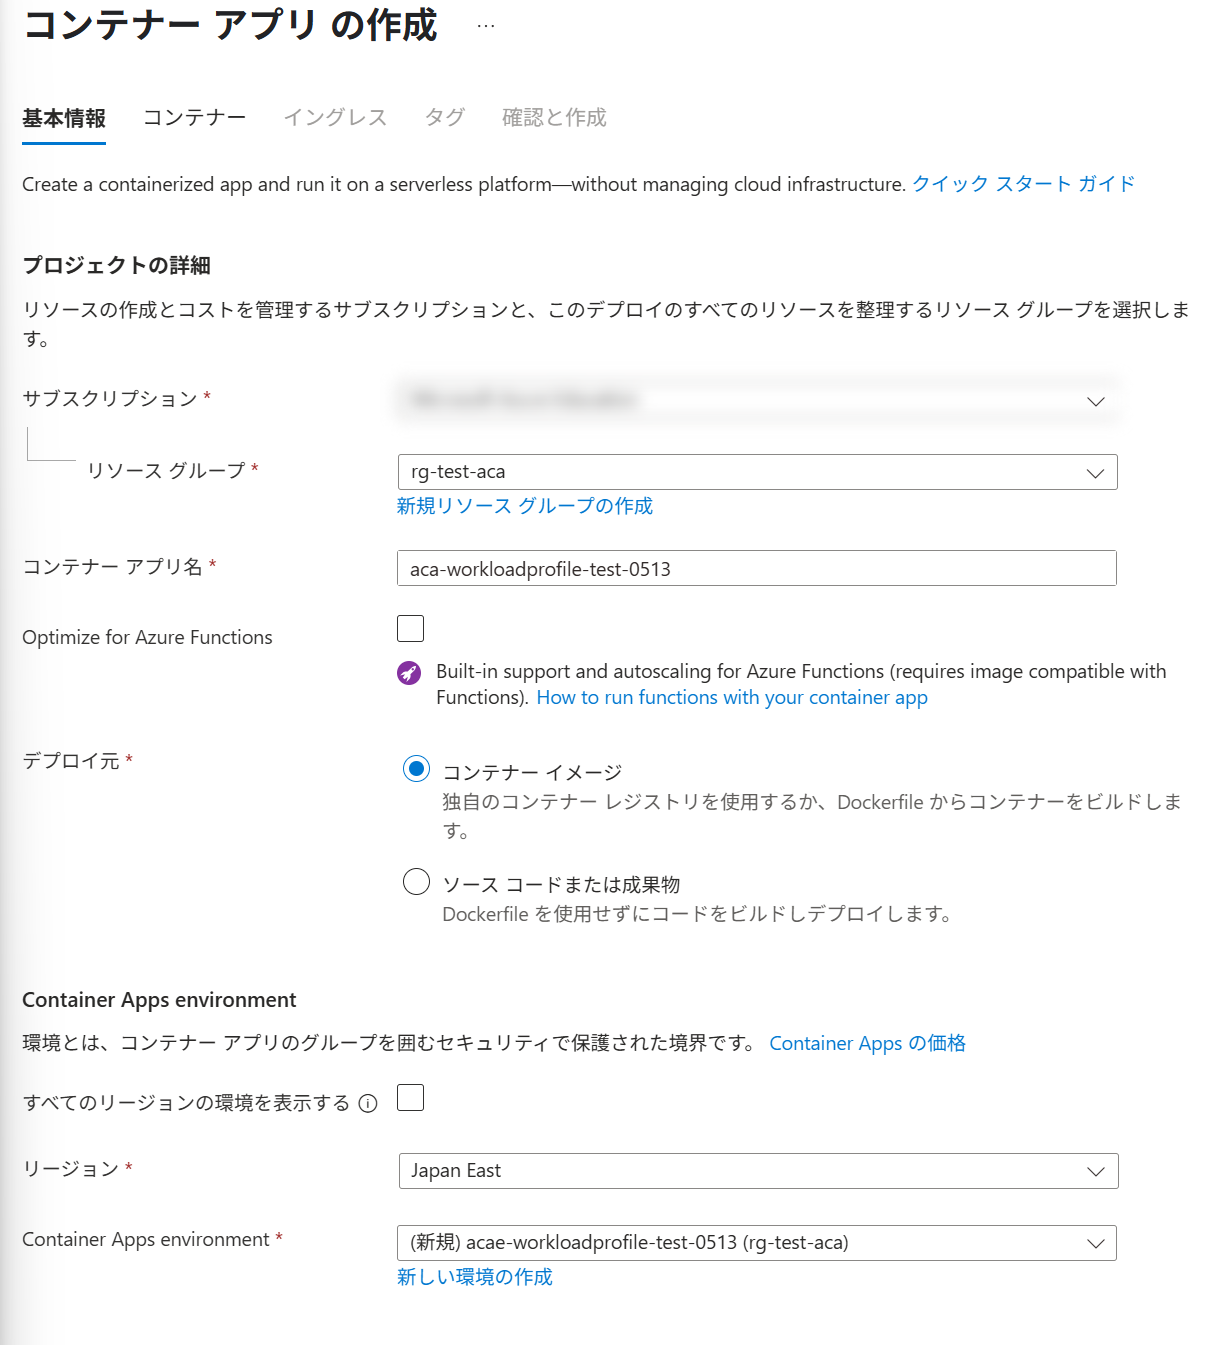 コンテナー アプリ の作成 ...
基本情報 コンテナー イングレス タグ 確認と作成
Create a containerized app and run it on a serverless platform—without managing cloud infrastructure. クイック スタート ガイド
プロジェクトの詳細
リソースの作成とコストを管理するサブスクリプションと、このデプロイのすべてのリソースを整理するリソース グループを選択しま
す。
サブスクリプション *
リソース グループ * rg-test-aca
新規リソース グループの作成
コンテナー アプリ名 * aca-workloadprofile-test-0513
Optimize for Azure Functions
Built-in support and autoscaling for Azure Functions (requires image compatible with
Functions). How to run functions with your container app
デプロイ元 *
コンテナー イメージ
独自のコンテナー レジストリを使用するか、Dockerfile からコンテナーをビルドしま
す。
ソース コードまたは成果物
Dockerfile を使用せずにコードをビルドしデプロイします。
Container Apps environment
環境とは、コンテナー アプリのグループを囲むセキュリティで保護された境界です。 Container Apps の価格
すべてのリージョンの環境を表示する
リージョン * Japan East
Container Apps environment * (新規) acae-workloadprofile-test-0513 (rg-test-aca)
新しい環境の作成